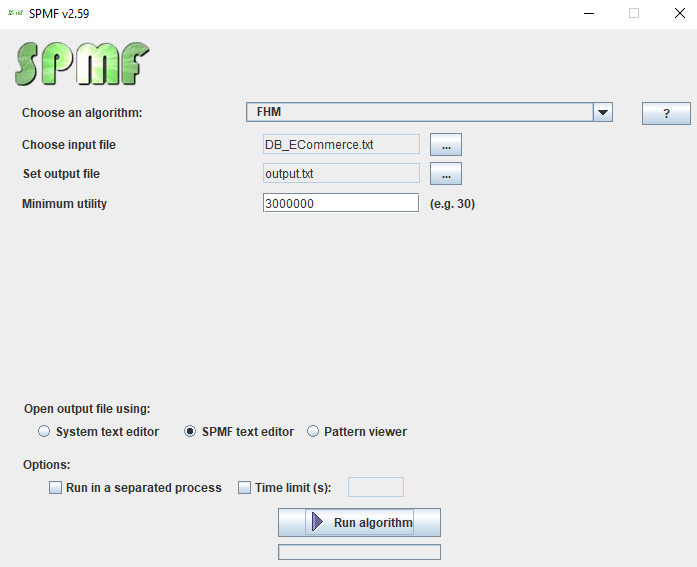 SPMF v2.59
SPMF
Choose an algorithm: FHM ?
Choose input file DB_ECommerce.txt ...
Set output file output.txt ...
Minimum utility 3000000 (e.g. 30)
Open output file using:
System text editor SPMF text editor Pattern viewer
Options:
Run in a separated process Time limit (s):
Run algorithm